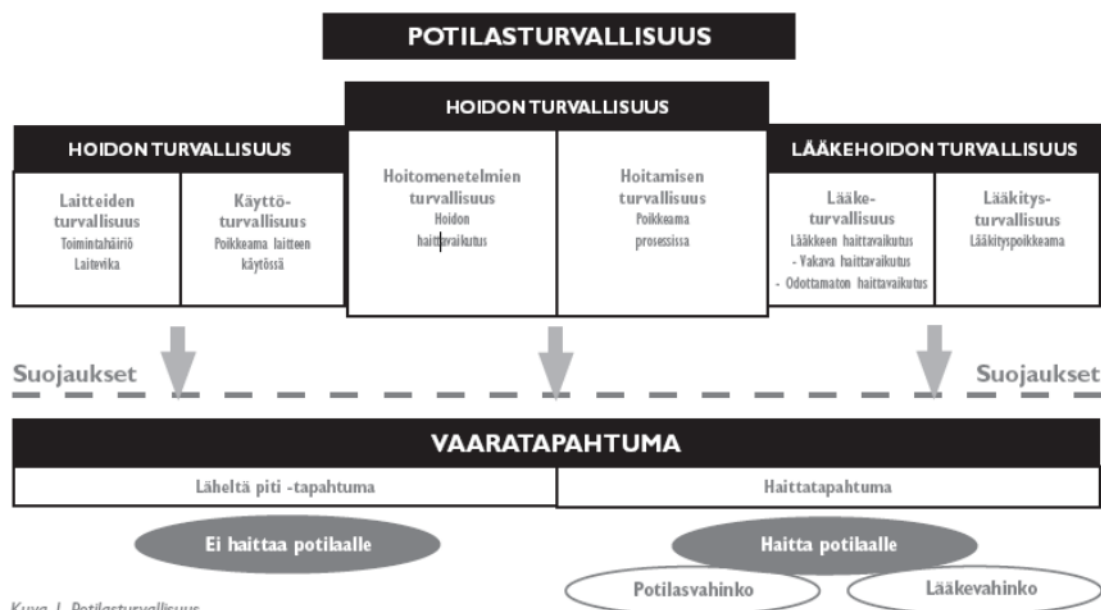 POTILASTURVALLISUUS
HOIDON TURVALLISUUS
Laitteiden
turvallisuus
Toimintahäiriö
Laitevika
Käyttö-
turvallisuus
Poikkeama laitteen
käytössä
HOIDON TURVALLISUUS
Hoitomenetelmien
turvallisuus
Hoidon
haittavaikutus
Hoitamisen
turvallisuus
Poikkeama
prosessissa
LÄÄKEHOIDON TURVALLISUUS
Lääke-
turvallisuus
Lääkkeen haittavaikutus
- Vakava haittavaikutus
- Odottamaton haittavaikutus
Lääkitys-
turvallisuus
Lääkityspoikkeama
Suojaukset
Suojaukset
VAARATAPAHTUMA
Läheltä piti -tapahtuma
Haittatapahtuma
Ei haittaa potilaalle
Haitta potilaalle
Potilasvahinko
Lääkevahinko
Kuva 1. Potilasturvallisuus